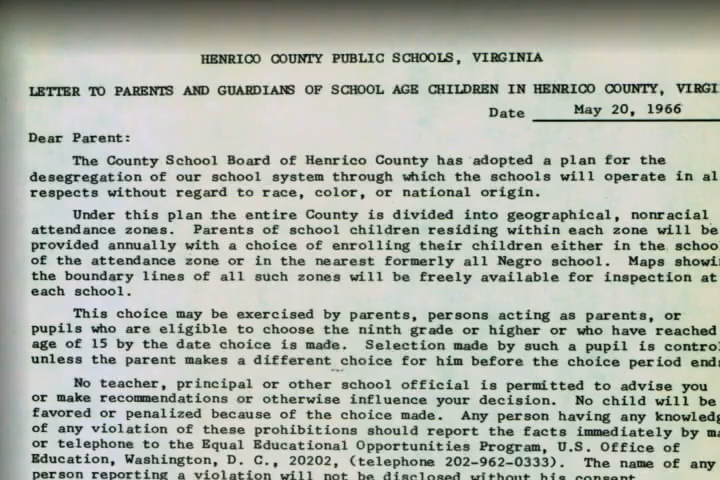 HENRICO COUNTY PUBLIC SCHOOLS, VIRGINIA
LETTER TO PARENTS AND GUARDIANS OF SCHOOL AGE CHILDREN IN HENRICO COUNTY, VIRGI
Date May 20, 1966
Dear Parent:
The County School Board of Henrico County has adopted a plan for the
desegregation of our school system through which the schools will operate in al
respects without regard to race, color, or national origin.
Under this plan the entire County is divided into geographical, nonracial
attendance zones. Parents of school children residing within each zone will be
provided annually with a choice of enrolling their children either in the schoo
of the attendance zone or in the nearest formerly all Negro school. Maps showi
the boundary lines of all such zones will be freely available for inspection at
each school.
This choice may be exercised by parents, persons acting as parents, or
pupils who are eligible to choose the ninth grade or higher or who have reached
age of 15 by the date choice is made. Selection made by such a pupil is control
unless the parent makes a different choice for him before the choice period ends
No teacher, principal or other school official is permitted to advise you
or make recommendations or otherwise influence your decision. No child will be
favored or penalized because of the choice made. Any person having any knowledg
of any violation of these prohibitions should report the facts immediately by ma
or telephone to the Equal Educational Opportunities Program, U.S. Office of
Education, Washington, D. C., 20202, (telephone 202-962-0333). The name of any
person reporting a violation will not be disclosed without his consent